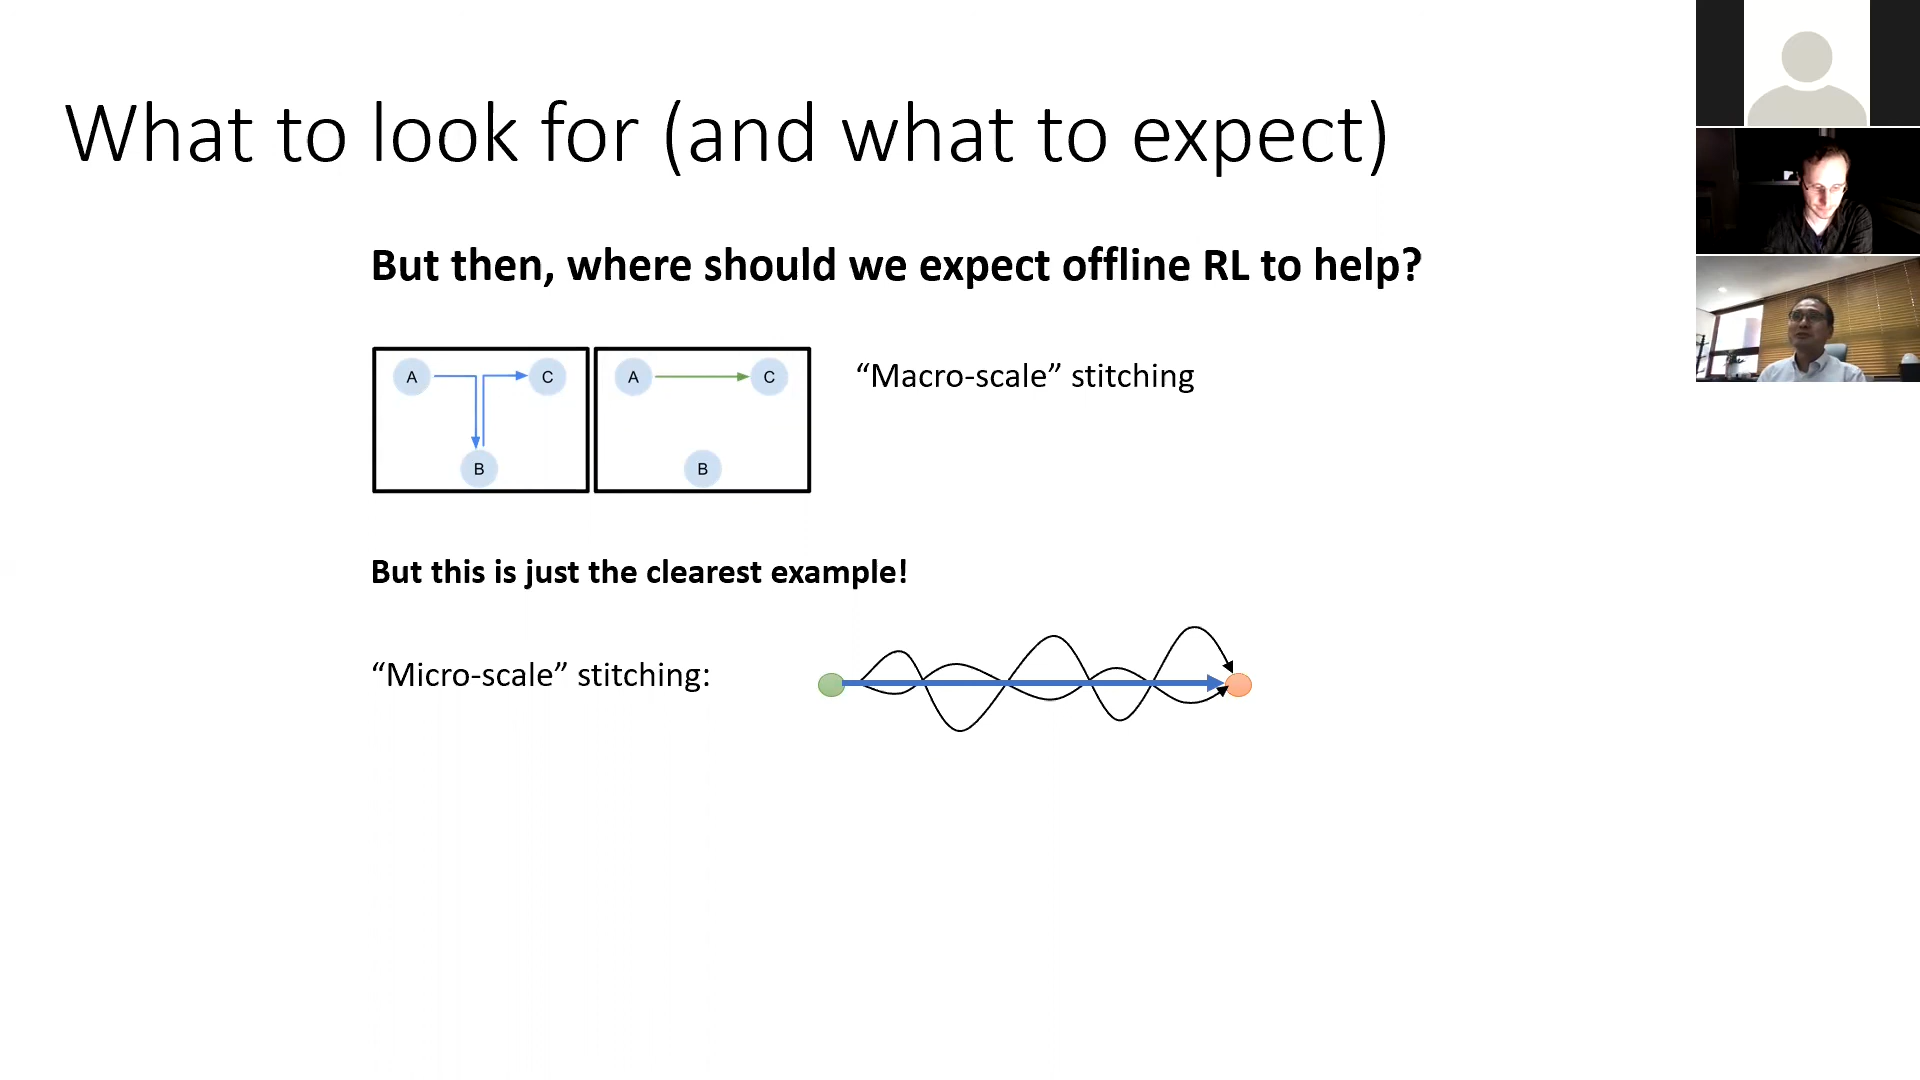 What to look for (and what to expect)
But then, where should we expect offline RL to help?
A C A C
“Macro-scale” stitching
B B
But this is just the clearest example!
“Micro-scale” stitching: